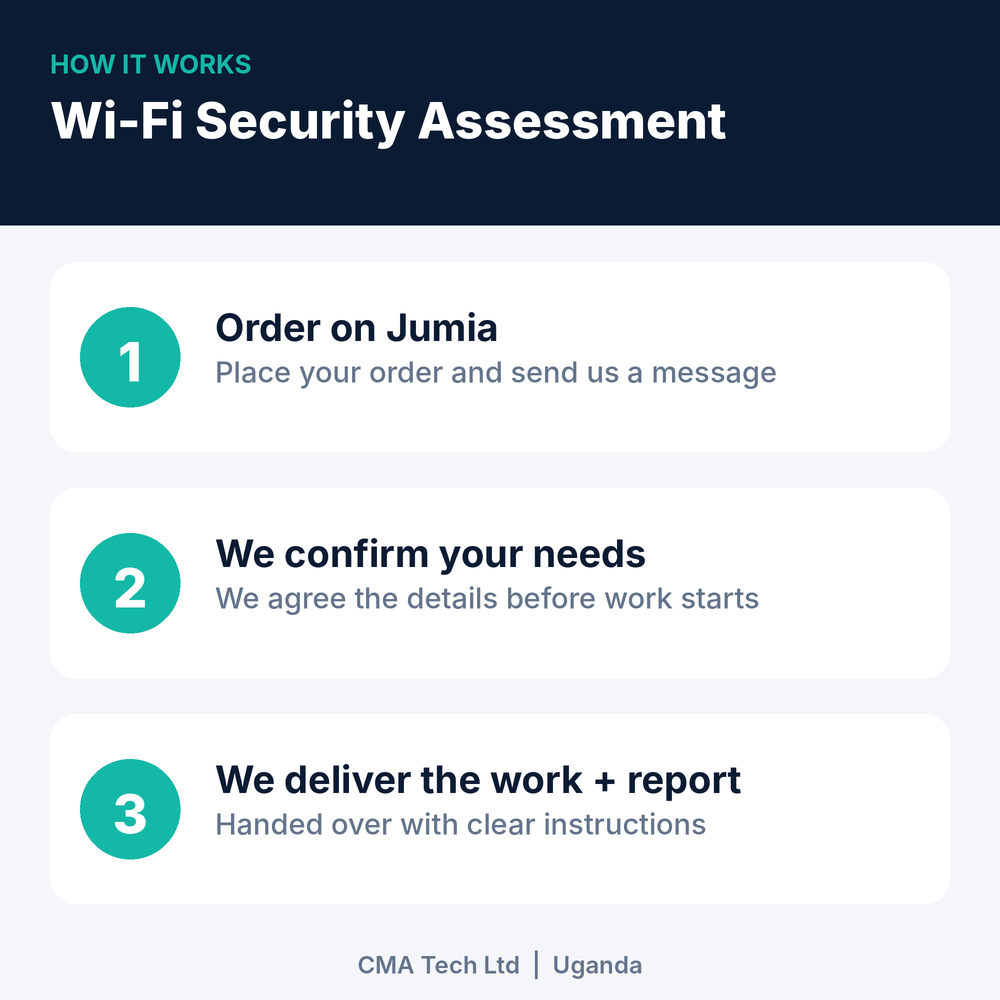 HOW IT WORKS
Wi-Fi Security Assessment
1
Order on Jumia
Place your order and send us a message
2
We confirm your needs
We agree the details before work starts
3
We deliver the work + report
Handed over with clear instructions
CMA Tech Ltd | Uganda